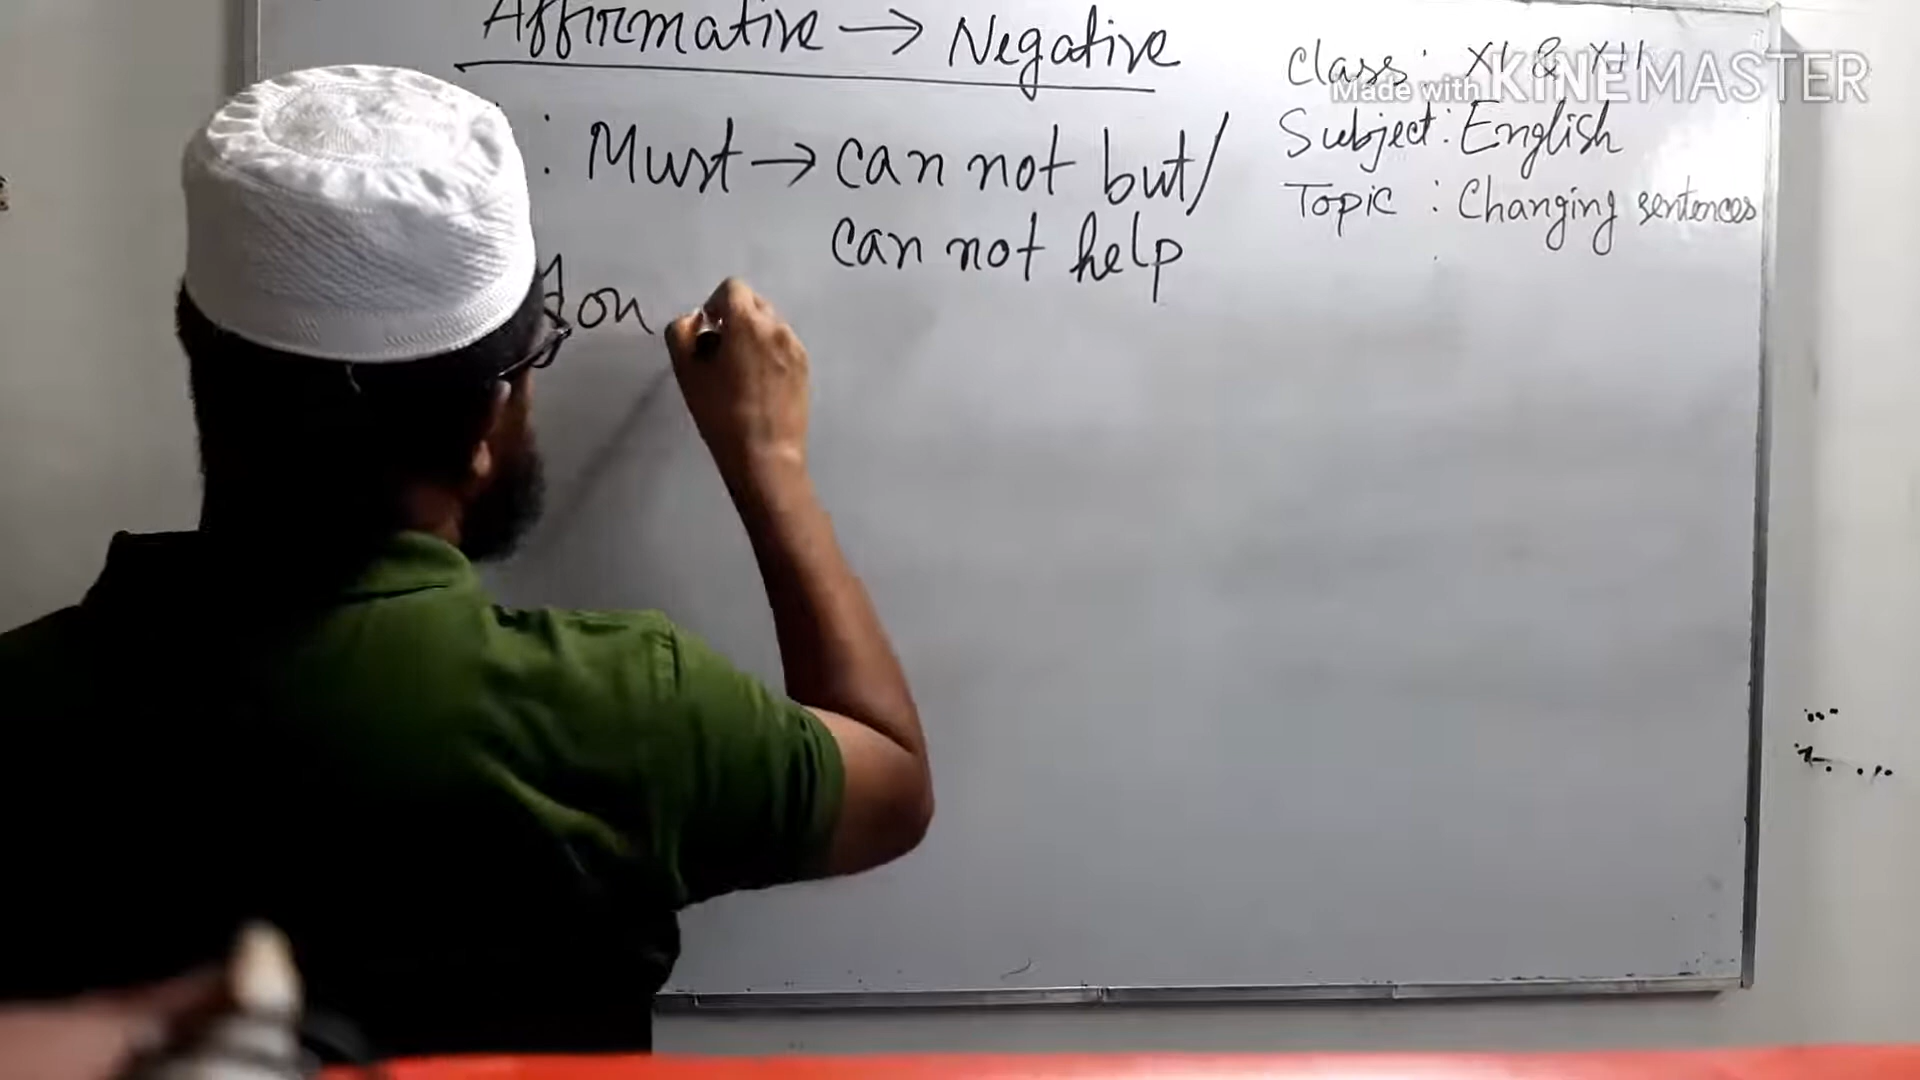 Affirmative → Negative
: Must → can not but/
can not help
Class: XI & XII
Subject: English
Topic : Changing sentences
Made with KINEMASTER